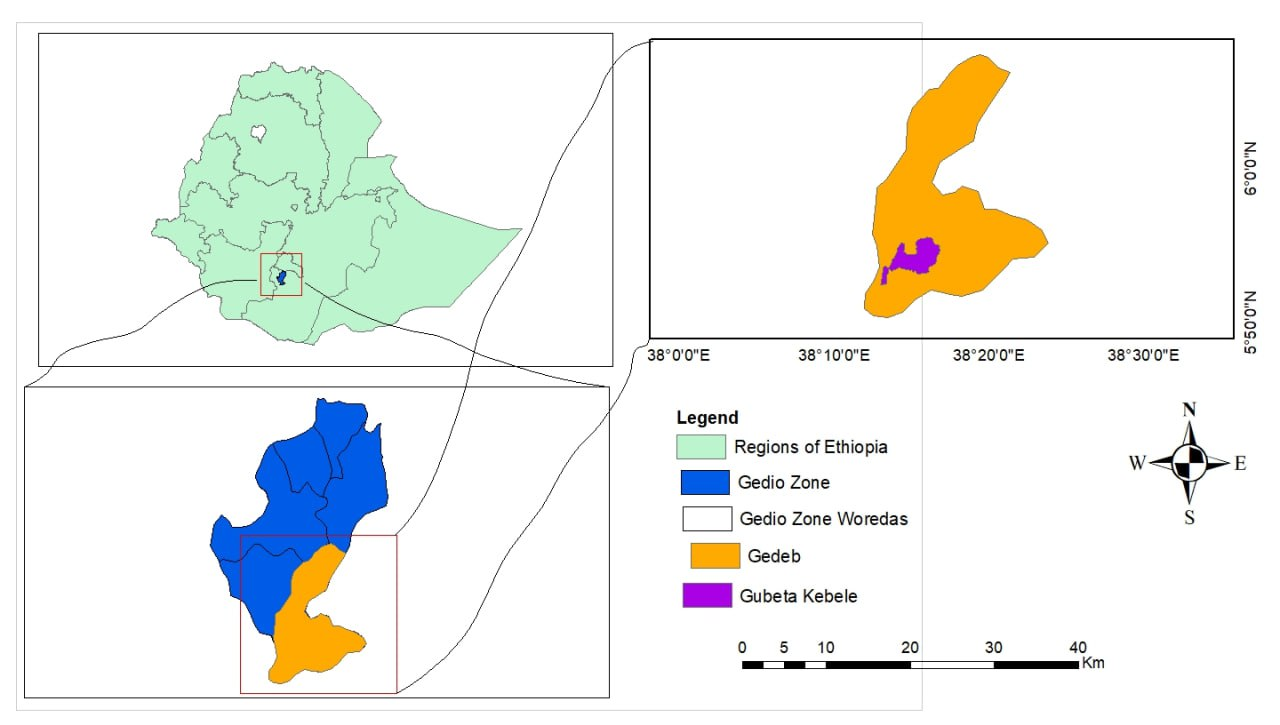 6°0'0"N
5°50'0"N
38°0'0"E 38°10'0"E 38°20'0"E 38°30'0"E
Legend
Regions of Ethiopia
Gedio Zone
Gedio Zone Woredas
Gedeb
Gubeta Kebele
N
W E
S
0 5 10 20 30 40
Km